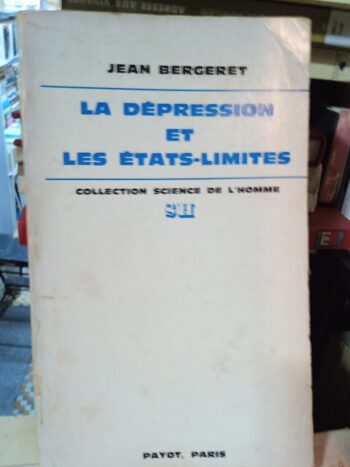 JEAN BERGERET
LA DÉPRESSION
ET
LES ÉTATS-LIMITES
COLLECTION SCIENCE DE L'HOMME
SH
PAYOT, PARIS